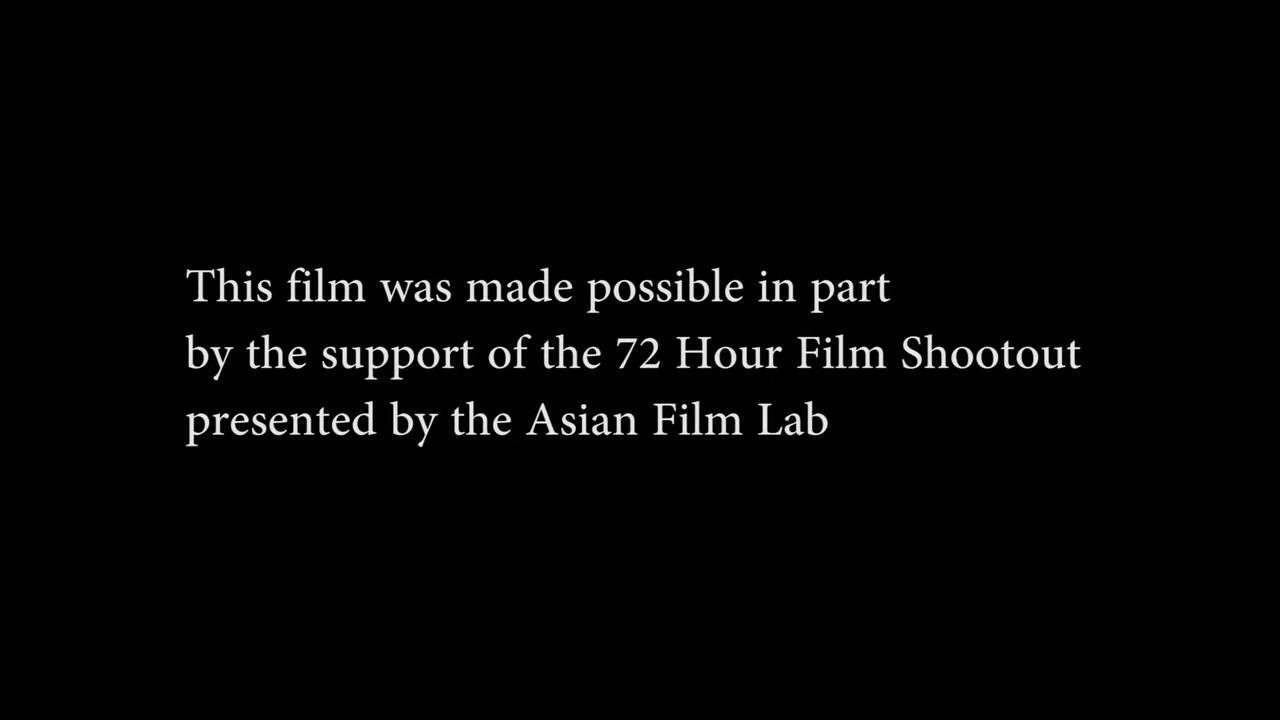 This film was made possible in part
by the support of the 72 Hour Film Shootout
presented by the Asian Film Lab